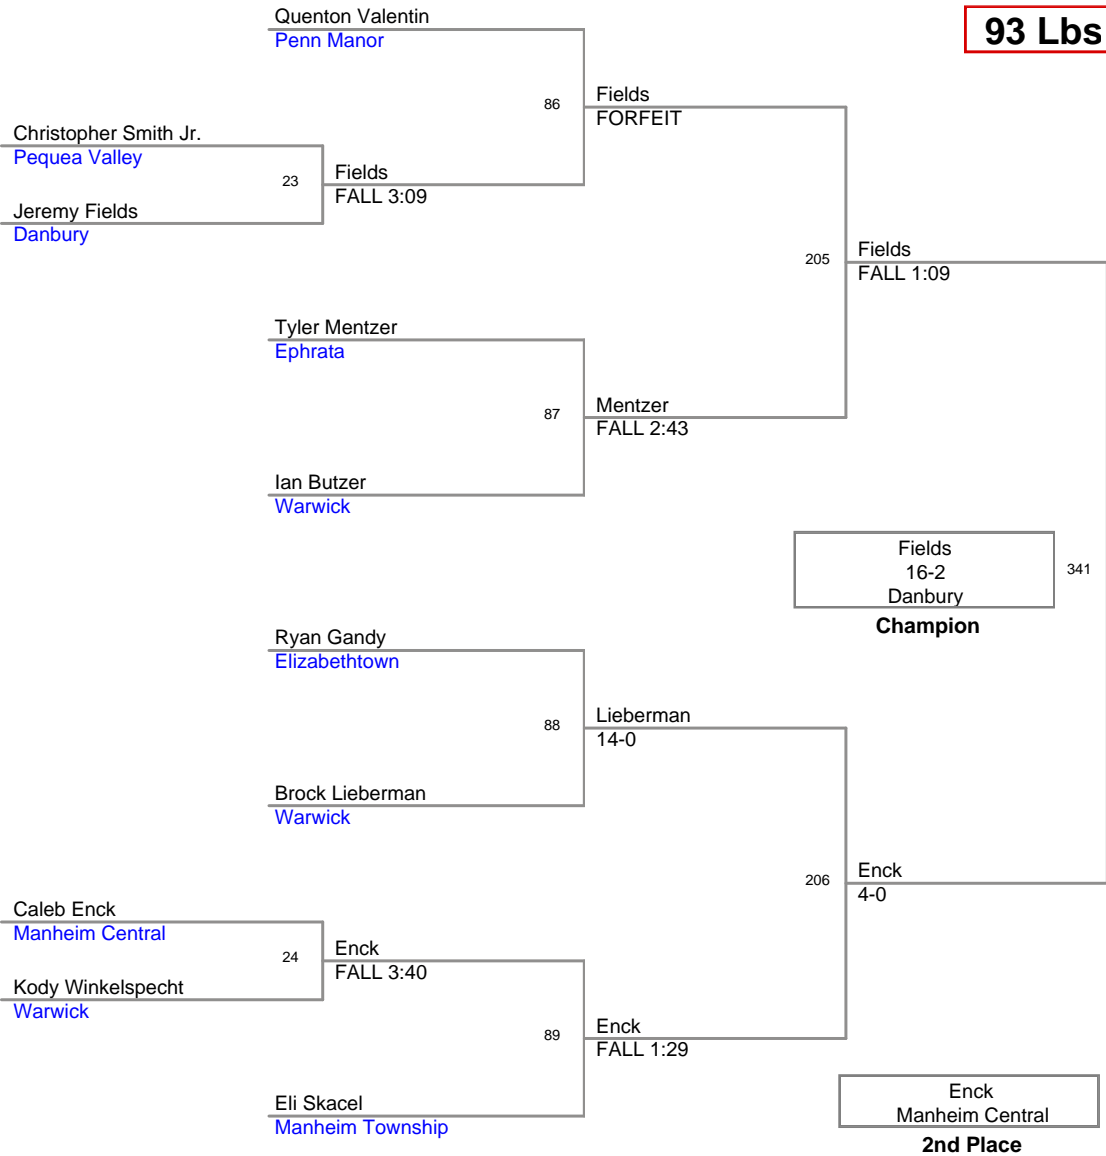 Quenton Valentin
Penn Manor
93 Lbs
86
Fields
FORFEIT
Christopher Smith Jr.
Pequea Valley
23
Fields
FALL 3:09
Jeremy Fields
Danbury
205
Fields
FALL 1:09
Tyler Mentzer
Ephrata
87
Mentzer
FALL 2:43
Ian Butzer
Warwick
Fields
16-2
Danbury
341
Champion
Ryan Gandy
Elizabethtown
88
Lieberman
14-0
Brock Lieberman
Warwick
206
Enck
4-0
Caleb Enck
Manheim Central
24
Enck
FALL 3:40
Kody Winkelspecht
Warwick
89
Enck
FALL 1:29
Eli Skacel
Manheim Township
Enck
Manheim Central
2nd Place